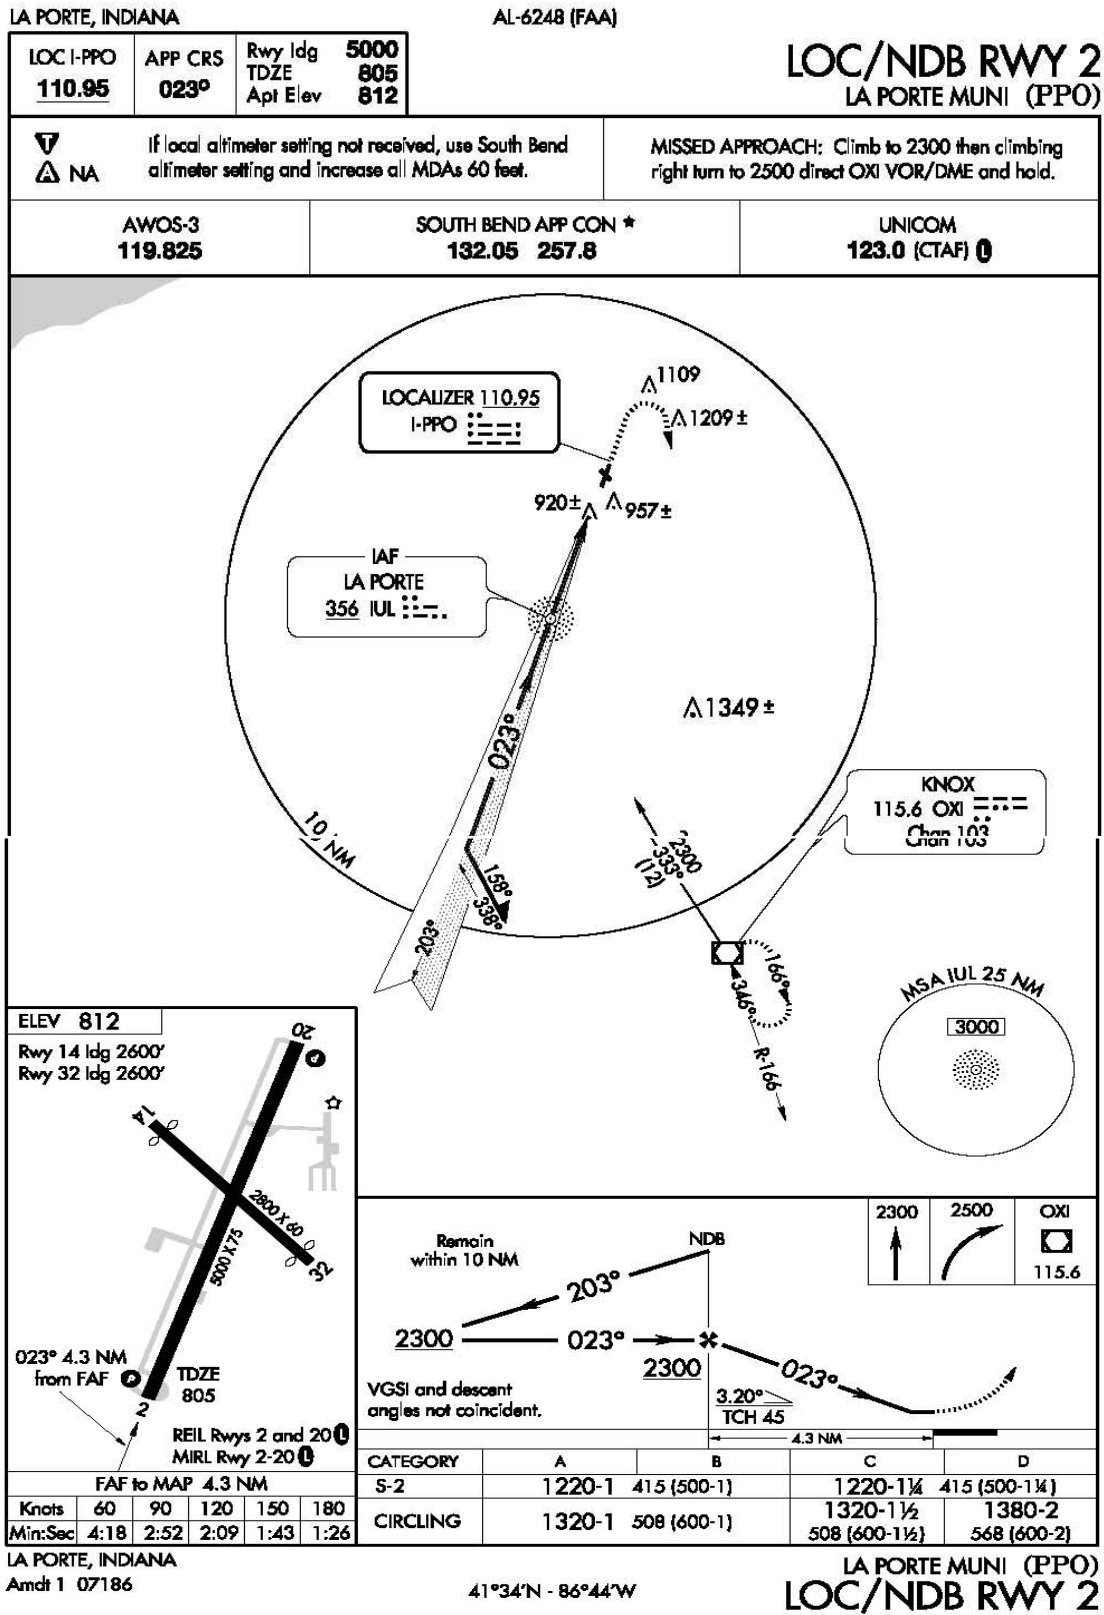 LA PORTE, INDIANA
AL-6248 (FAA)
LOC I-PPO
110.95
APP CRS
023°
Rwy ldg 5000
TDZE 805
Apt Elev 812
LOC/NDB RWY 2
LA PORTE MUNI (PPO)
T
A NA
If local altimeter setting not received, use South Bend
altimeter setting and increase all MDAs 60 feet.
MISSED APPROACH: Climb to 2300 then climbing
right turn to 2500 direct OXI VOR/DME and hold.
AWOS-3
119.825
SOUTH BEND APP CON ★
132.05 257.8
UNICOM
123.0 (CTAF) L
1109
LOCALIZER 110.95
I-PPO
1209±
920±
957±
IAF
LA PORTE
356 IUL
1349±
023°
KNOX
115.6 OXI
Chan 103
10 NM
2300
333°
(12)
158°
338°
203°
166°
346°
R-166
MSA IUL 25 NM
3000
ELEV 812
Rwy 14 ldg 2600'
Rwy 32 ldg 2600'
20
P
14
2800 X 60
5000 X 75
32
023° 4.3 NM
from FAF
P
TDZE
805
2
REIL Rwys 2 and 20 L
MIRL Rwy 2-20 L
FAF to MAP 4.3 NM
Knots 60 90 120 150 180
Min:Sec 4:18 2:52 2:09 1:43 1:26
Remain
within 10 NM
NDB
2300
2500
OXI
115.6
203°
2300
023°
2300
023°
VGSI and descent
angles not coincident.
3.20°
TCH 45
4.3 NM
CATEGORY A B C D
S-2 1220-1 415 (500-1) 1220-1¼ 415 (500-1¼)
CIRCLING 1320-1 508 (600-1)
1320-1½
508 (600-1½)
1380-2
568 (600-2)
LA PORTE, INDIANA
Amdt 1 07186
41°34'N - 86°44'W
LA PORTE MUNI (PPO)
LOC/NDB RWY 2